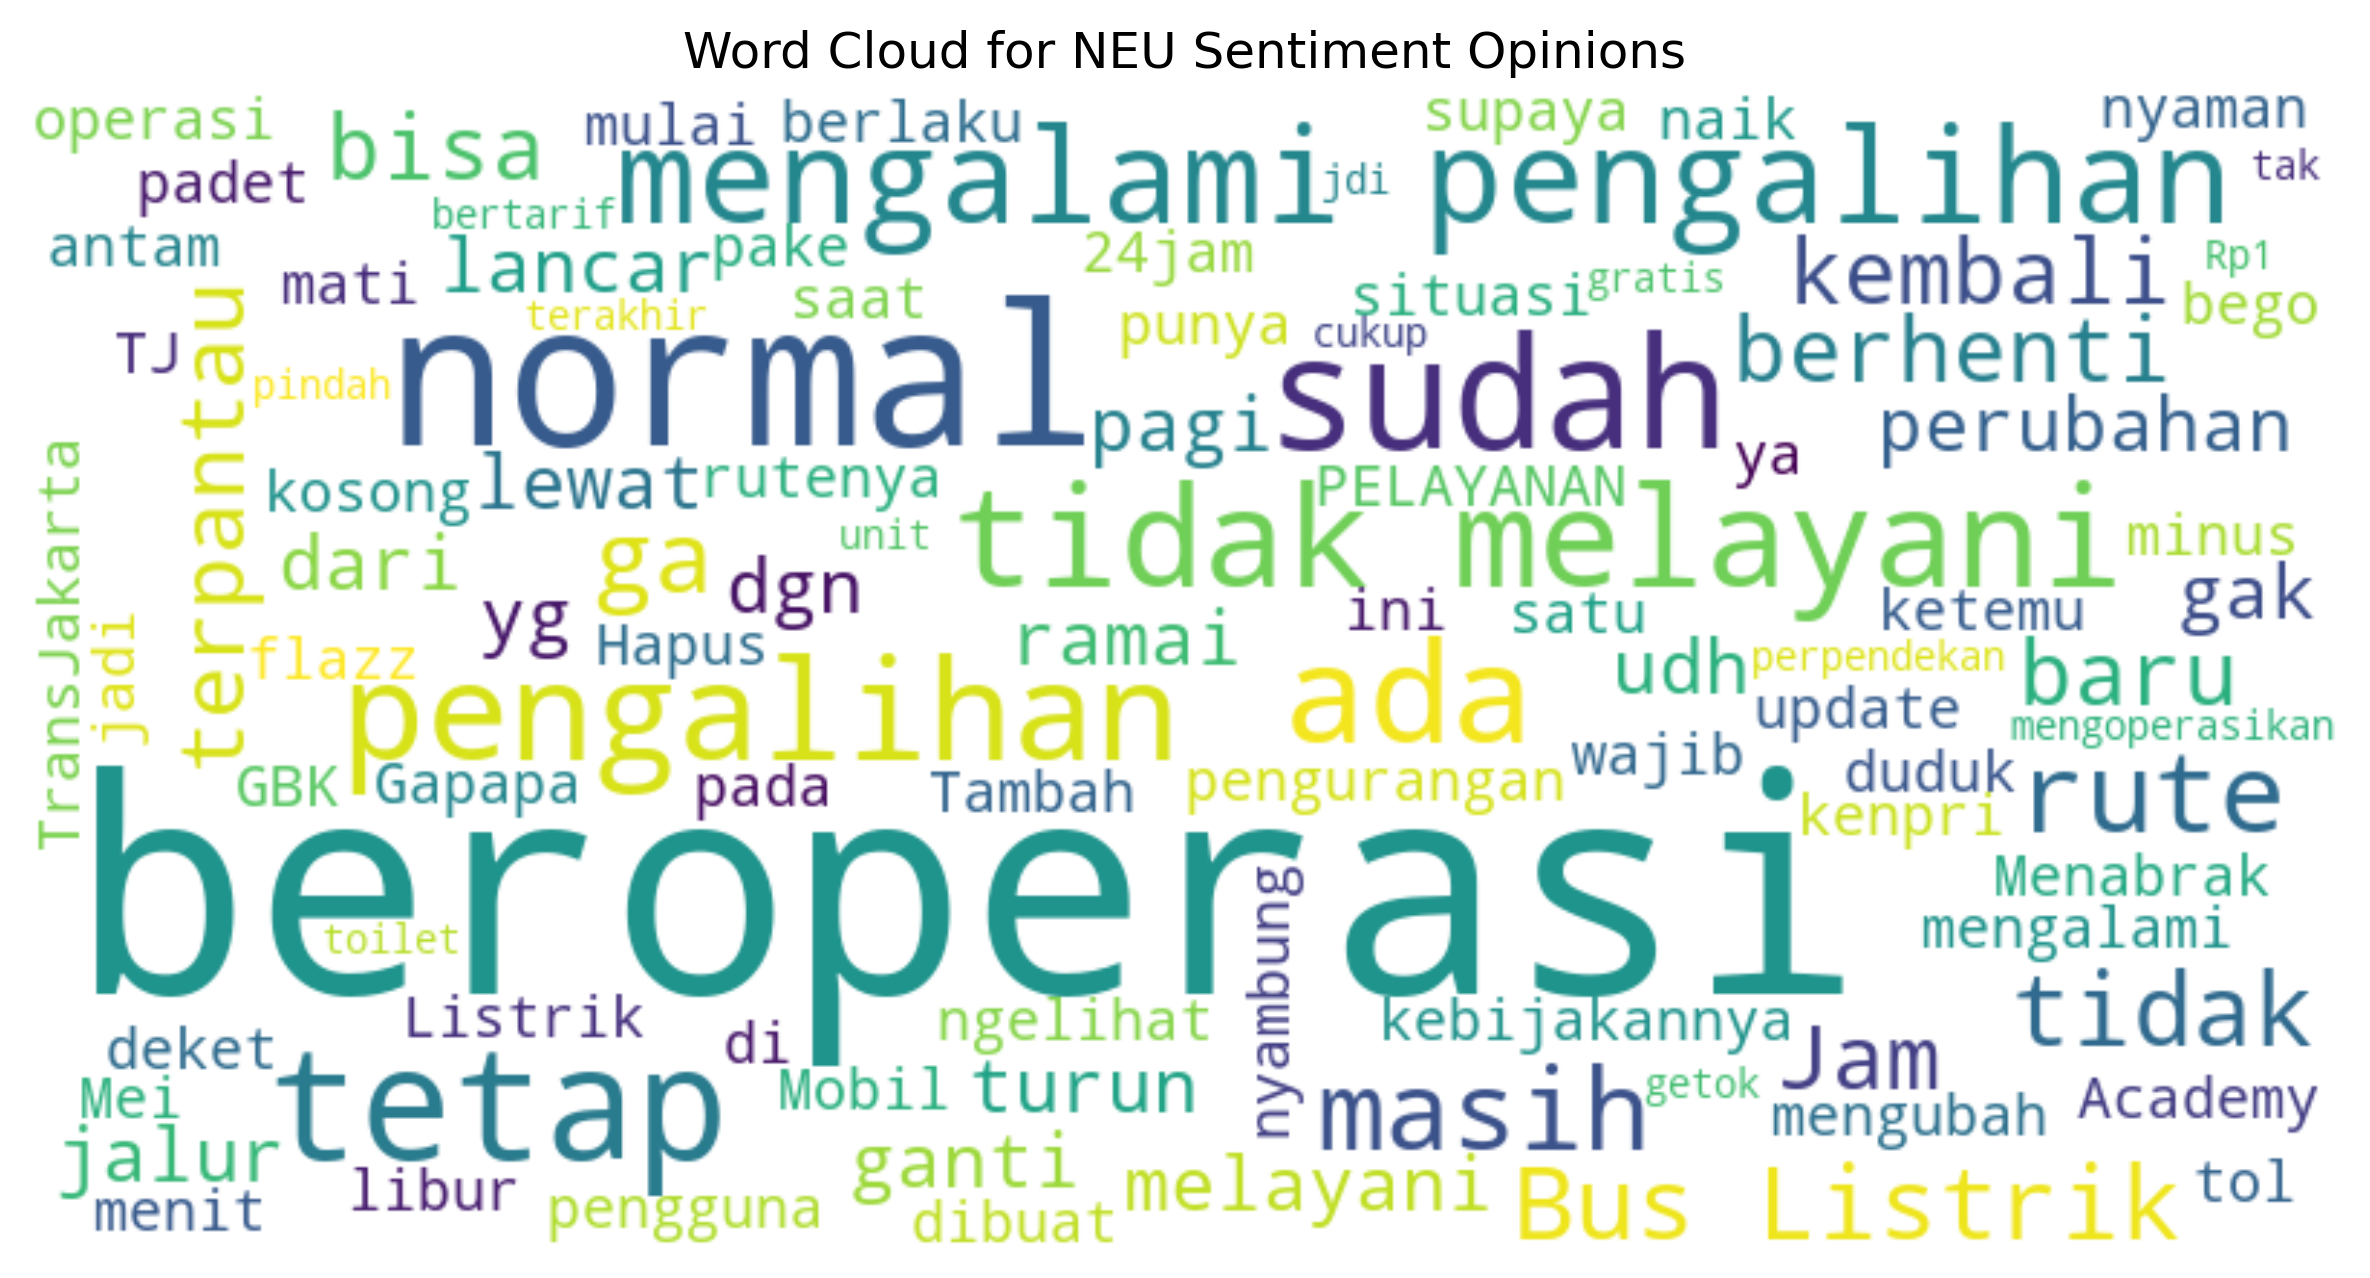 Word Cloud for NEU Sentiment Opinions
operasi
bisa
mulai
berlaku
supaya
naik
nyaman
padet
mengalami pengalihan
jdi
tak
bertarif
antam
lancar
pake
24jam
kembali
Rp1
mati
saat
situasi
gratis
bego
terakhir
punya
cukup
TJ
terpantau
pindah
normal
sudah
berhenti
pagi
perubahan
ya
TransJakarta
kosong
lewat
rutenya
PELAYANAN
unit
tidak melayani
minus
dari
ga
dgn
yg
ini
satu
ketemu
gak
jadi
flazz
Hapus
ramai
udh
perpendekan
baru
pengalihan
ada
update
mengoperasikan
GBK
Gapapa
pada
Tambah
pengurangan
wajib
duduk
rute
kenpri
beroperasi
Menabrak
toilet
nyambung
mengalami
Listrik
di
ngelihat
kebijakannya
tidak
deket
tetap
Jam
Mei
Mobil
turun
masih
getok
mengubah
Academy
jalur
ganti
menit
libur
pengguna
dibuat
melayani
Bus Listrik
tol